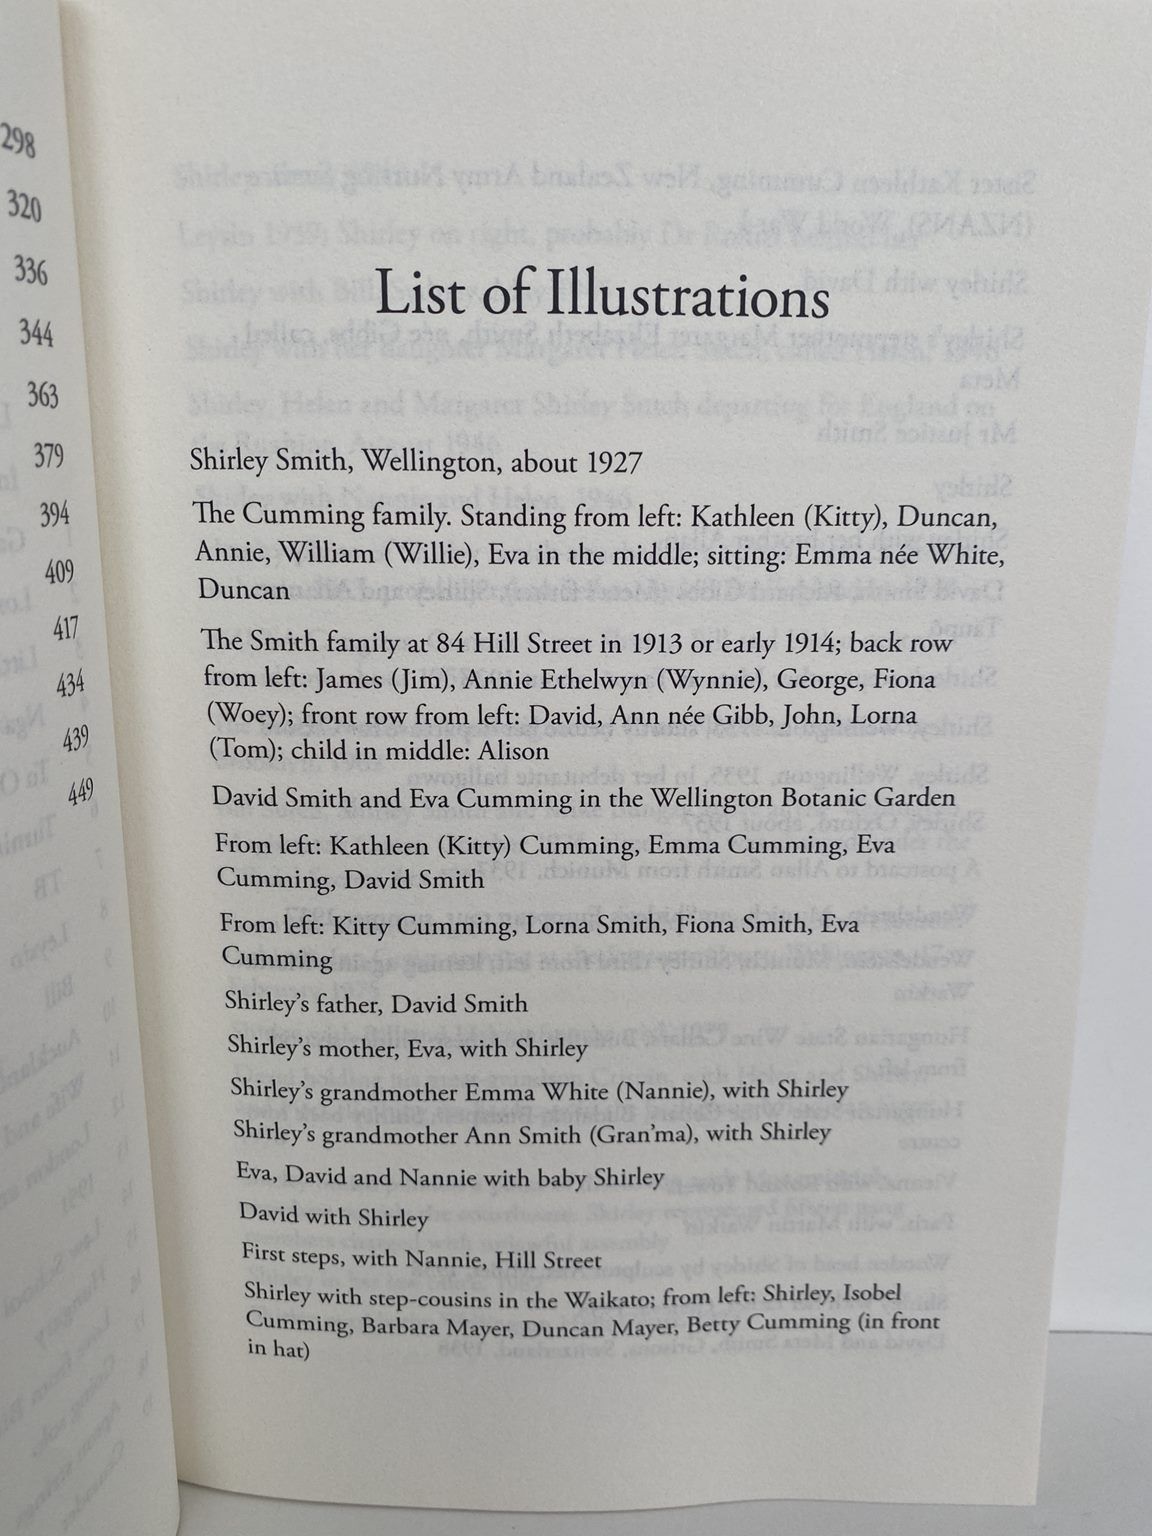 298
320
336
344
363
379
394
409
417
434
439
449
List of Illustrations
Shirley Smith, Wellington, about 1927
The Cumming family. Standing from left: Kathleen (Kitty), Duncan,
Annie, William (Willie), Eva in the middle; sitting: Emma née White,
Duncan
The Smith family at 84 Hill Street in 1913 or early 1914; back row
from left: James (Jim), Annie Ethelwyn (Wynnie), George, Fiona
(Woey); front row from left: David, Ann née Gibb, John, Lorna
(Tom); child in middle: Alison
David Smith and Eva Cumming in the Wellington Botanic Garden
From left: Kathleen (Kitty) Cumming, Emma Cumming, Eva
Cumming, David Smith
From left: Kitty Cumming, Lorna Smith, Fiona Smith, Eva
Cumming
Shirley's father, David Smith
Shirley's mother, Eva, with Shirley
Shirley's grandmother Emma White (Nannie), with Shirley
Shirley's grandmother Ann Smith (Gran'ma), with Shirley
Eva, David and Nannie with baby Shirley
David with Shirley
First steps, with Nannie, Hill Street
Shirley with step-cousins in the Waikato; from left: Shirley, Isobel
Cumming, Barbara Mayer, Duncan Mayer, Betty Cumming (in front
in hat)